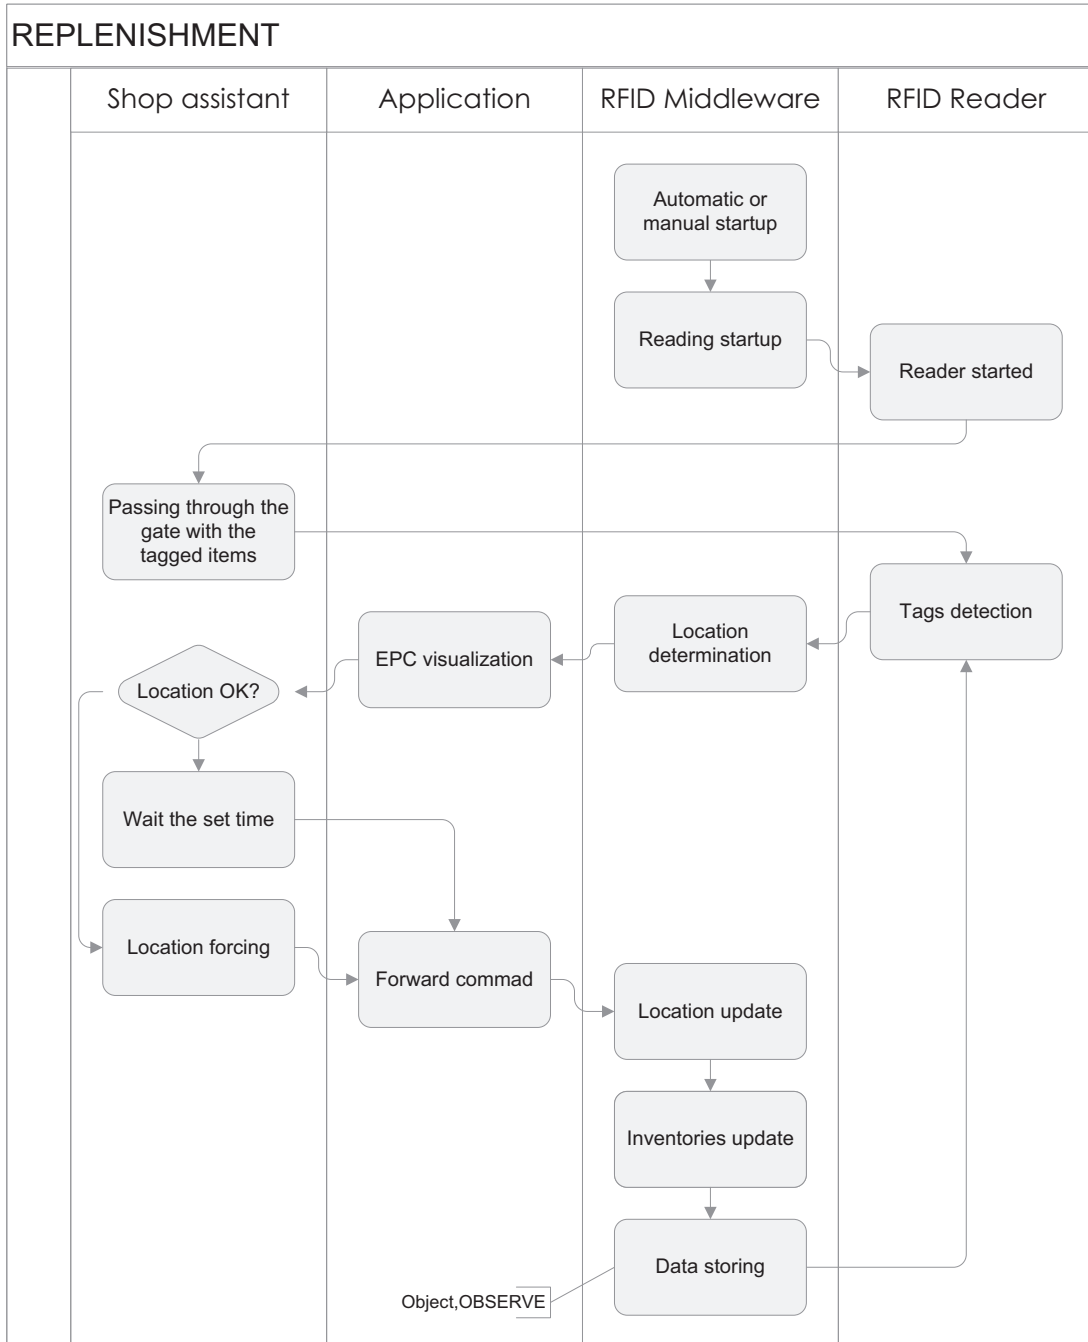 REPLENISHMENT
Shop assistant
Application
RFID Middleware
RFID Reader
Automatic or
manual startup
Reading startup
Reader started
Passing through the
gate with the
tagged items
Tags detection
Location
determination
EPC visualization
Location OK?
Wait the set time
Location forcing
Forward commad
Location update
Inventories update
Data storing
Object,OBSERVE